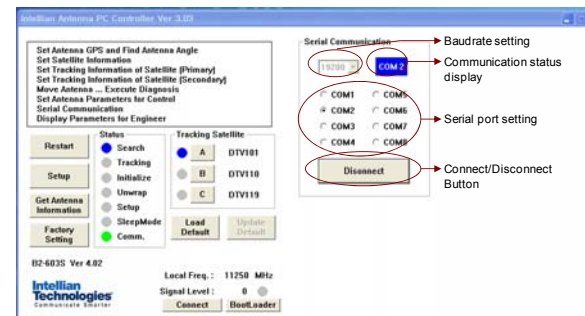 Intellian Antenna PC Controller Ver 3.03
Set Antenna GPS and Find Antenna Angle
Set Satellite Information
Set Tracking Information of Satellite [Primary]
Set Tracking Information of Satellite [Secondary]
Move Antenna ... Execute Diagnosis
Set Antenna Parameters for Control
Serial Communication
Display Parameters for Engineer
Restart
Setup
Get Antenna Information
Factory Setting
Status
Search
Tracking
Initialize
Unwrap
Setup
SleepMode
Comm.
Tracking Satellite
A DTV101
B DTV110
C DTV119
Load Default
Update Default
B2-603S Ver 4.02
Local Freq. : 11250 MHz
Signal Level : 0
Connect BootLoader
Intellian
Technologies
Communicate Smarter
Serial Communication
19200
COM 2
COM1 COM5
COM2 COM6
COM3 COM7
COM4 COM8
Disonnect
Baudrate setting
Communication status
display
Serial port setting
Connect/Disconnect
Button